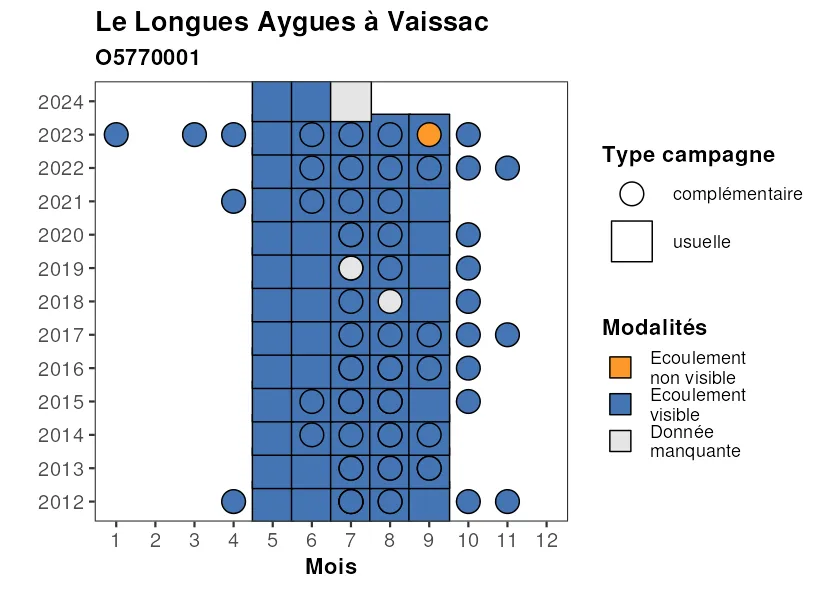 Le Longues Aygues à Vaissac
O5770001
2024
2023
2022
2021
2020
2019
2018
2017
2016
2015
2014
2013
2012
1 2 3 4 5 6 7 8 9 10 11 12
Mois
Type campagne
complémentaire
usuelle
Modalités
Ecoulement
non visible
Ecoulement
visible
Donnée
manquante